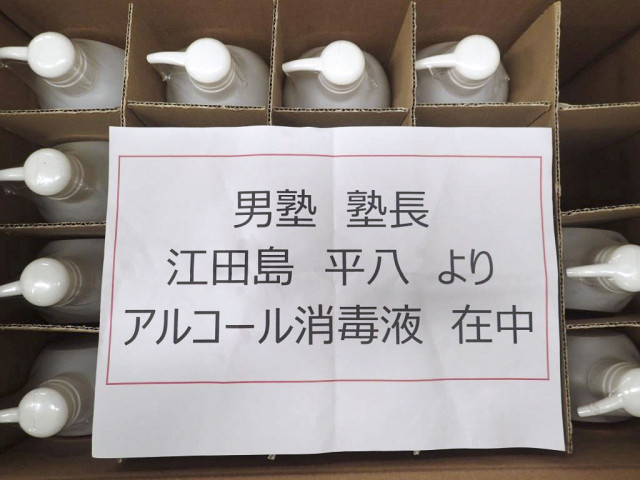 男塾　塾長
江田島　平八　より
アルコール消毒液　在中